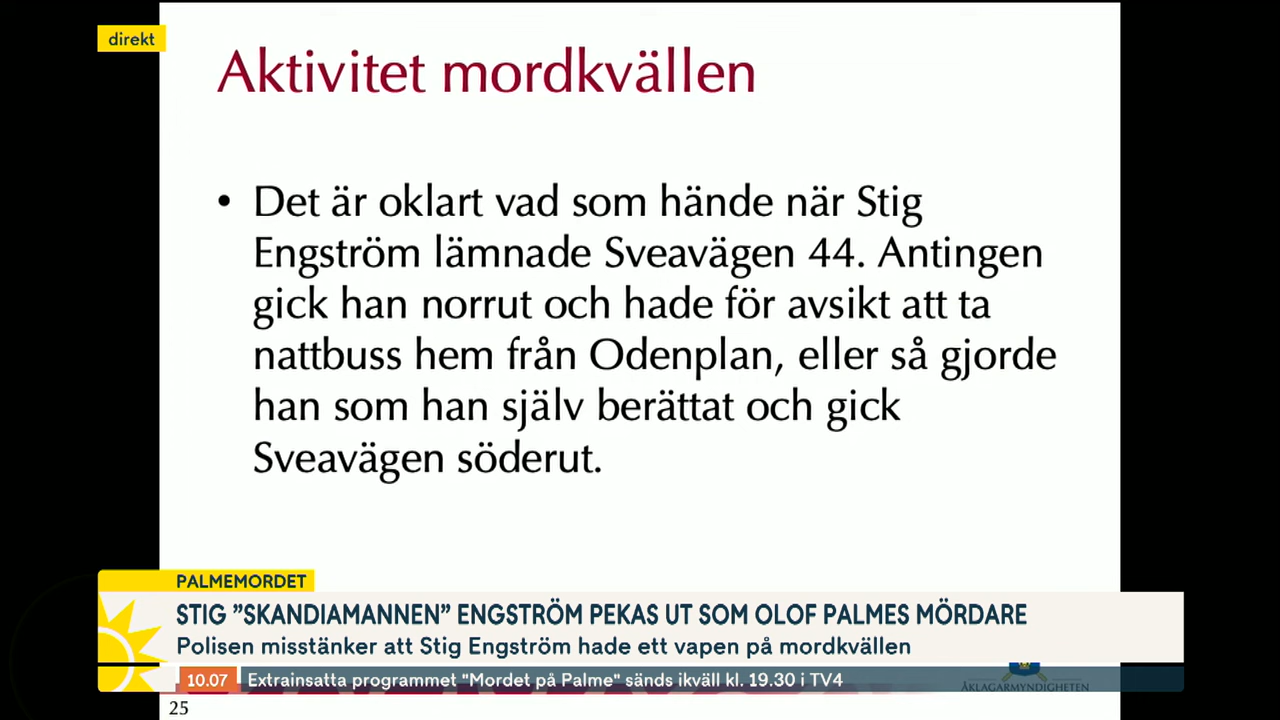 direkt
Aktivitet mordkvällen
• Det är oklart vad som hände när Stig
Engström lämnade Sveavägen 44. Antingen
gick han norrut och hade för avsikt att ta
nattbuss hem från Odenplan, eller så gjorde
han som han själv berättat och gick
Sveavägen söderut.
PALMEMORDET
STIG ”SKANDIAMANNEN” ENGSTRÖM PEKAS UT SOM OLOF PALMES MÖRDARE
Polisen misstänker att Stig Engström hade ett vapen på mordkvällen
10.07 Extrainsatta programmet "Mordet på Palme" sänds ikväll kl. 19.30 i TV4
ÅKLAGARMYNDIGHETEN
25